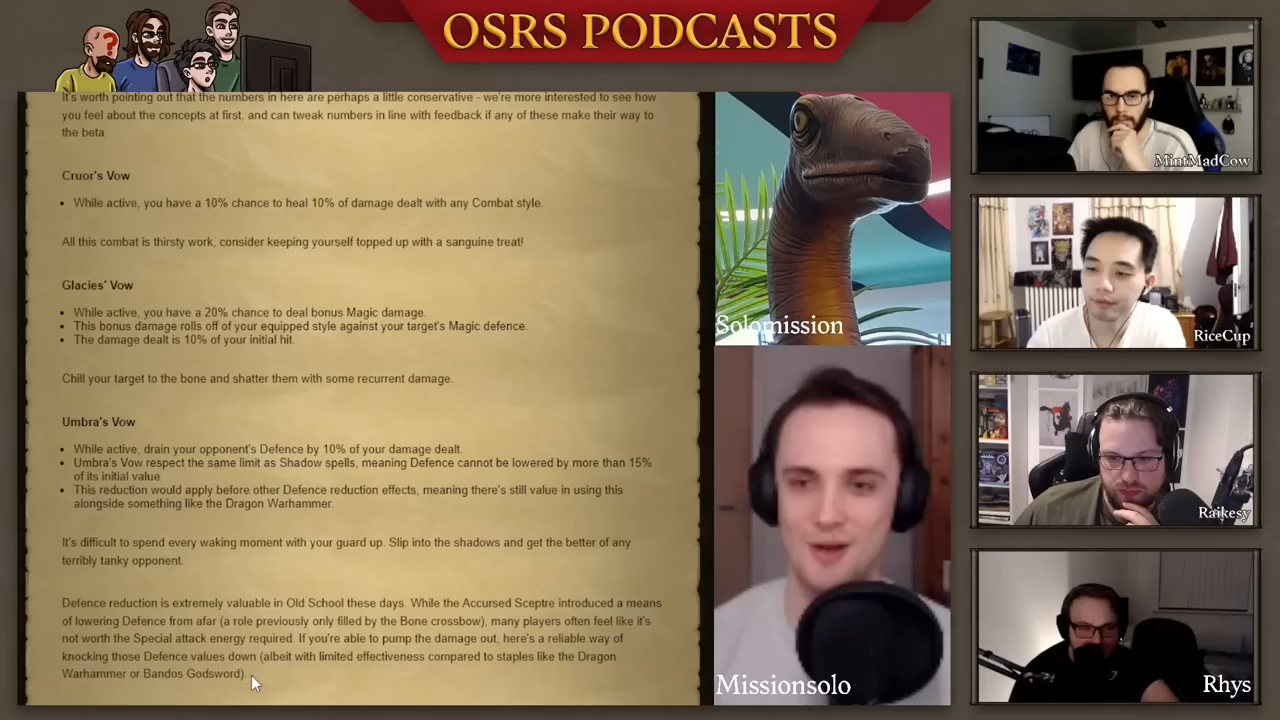 OSRS PODCASTS
It's worth pointing out that the numbers in here are perhaps a little conservative - we're more interested to see how
you feel about the concepts at first, and can tweak numbers in line with feedback if any of these make their way to
the beta.
Cruor's Vow
• While active, you have a 10% chance to heal 10% of damage dealt with any Combat style.
All this combat is thirsty work, consider keeping yourself topped up with a sanguine treat!
Glacies' Vow
• While active, you have a 20% chance to deal bonus Magic damage.
• This bonus damage rolls off of your equipped style against your target's Magic defence.
• The damage dealt is 10% of your initial hit.
Chill your target to the bone and shatter them with some recurrent damage.
Umbra's Vow
• While active, drain your opponent's Defence by 10% of your damage dealt.
• Umbra's Vow respect the same limit as Shadow spells, meaning Defence cannot be lowered by more than 15%
of its initial value.
• This reduction would apply before other Defence reduction effects, meaning there's still value in using this
alongside something like the Dragon Warhammer.
It's difficult to spend every waking moment with your guard up. Slip into the shadows and get the better of any
terribly tanky opponent.
Defence reduction is extremely valuable in Old School these days. While the Accursed Sceptre introduced a means
of lowering Defence from afar (a role previously only filled by the Bone crossbow), many players often feel like it's
not worth the Special attack energy required. If you're able to pump the damage out, here's a reliable way of
knocking those Defence values down (albeit with limited effectiveness compared to staples like the Dragon
Warhammer or Bandos Godsword).
Solomission
Missionsolo
MintMadCow
RiceCup
Raikesy
Rhys